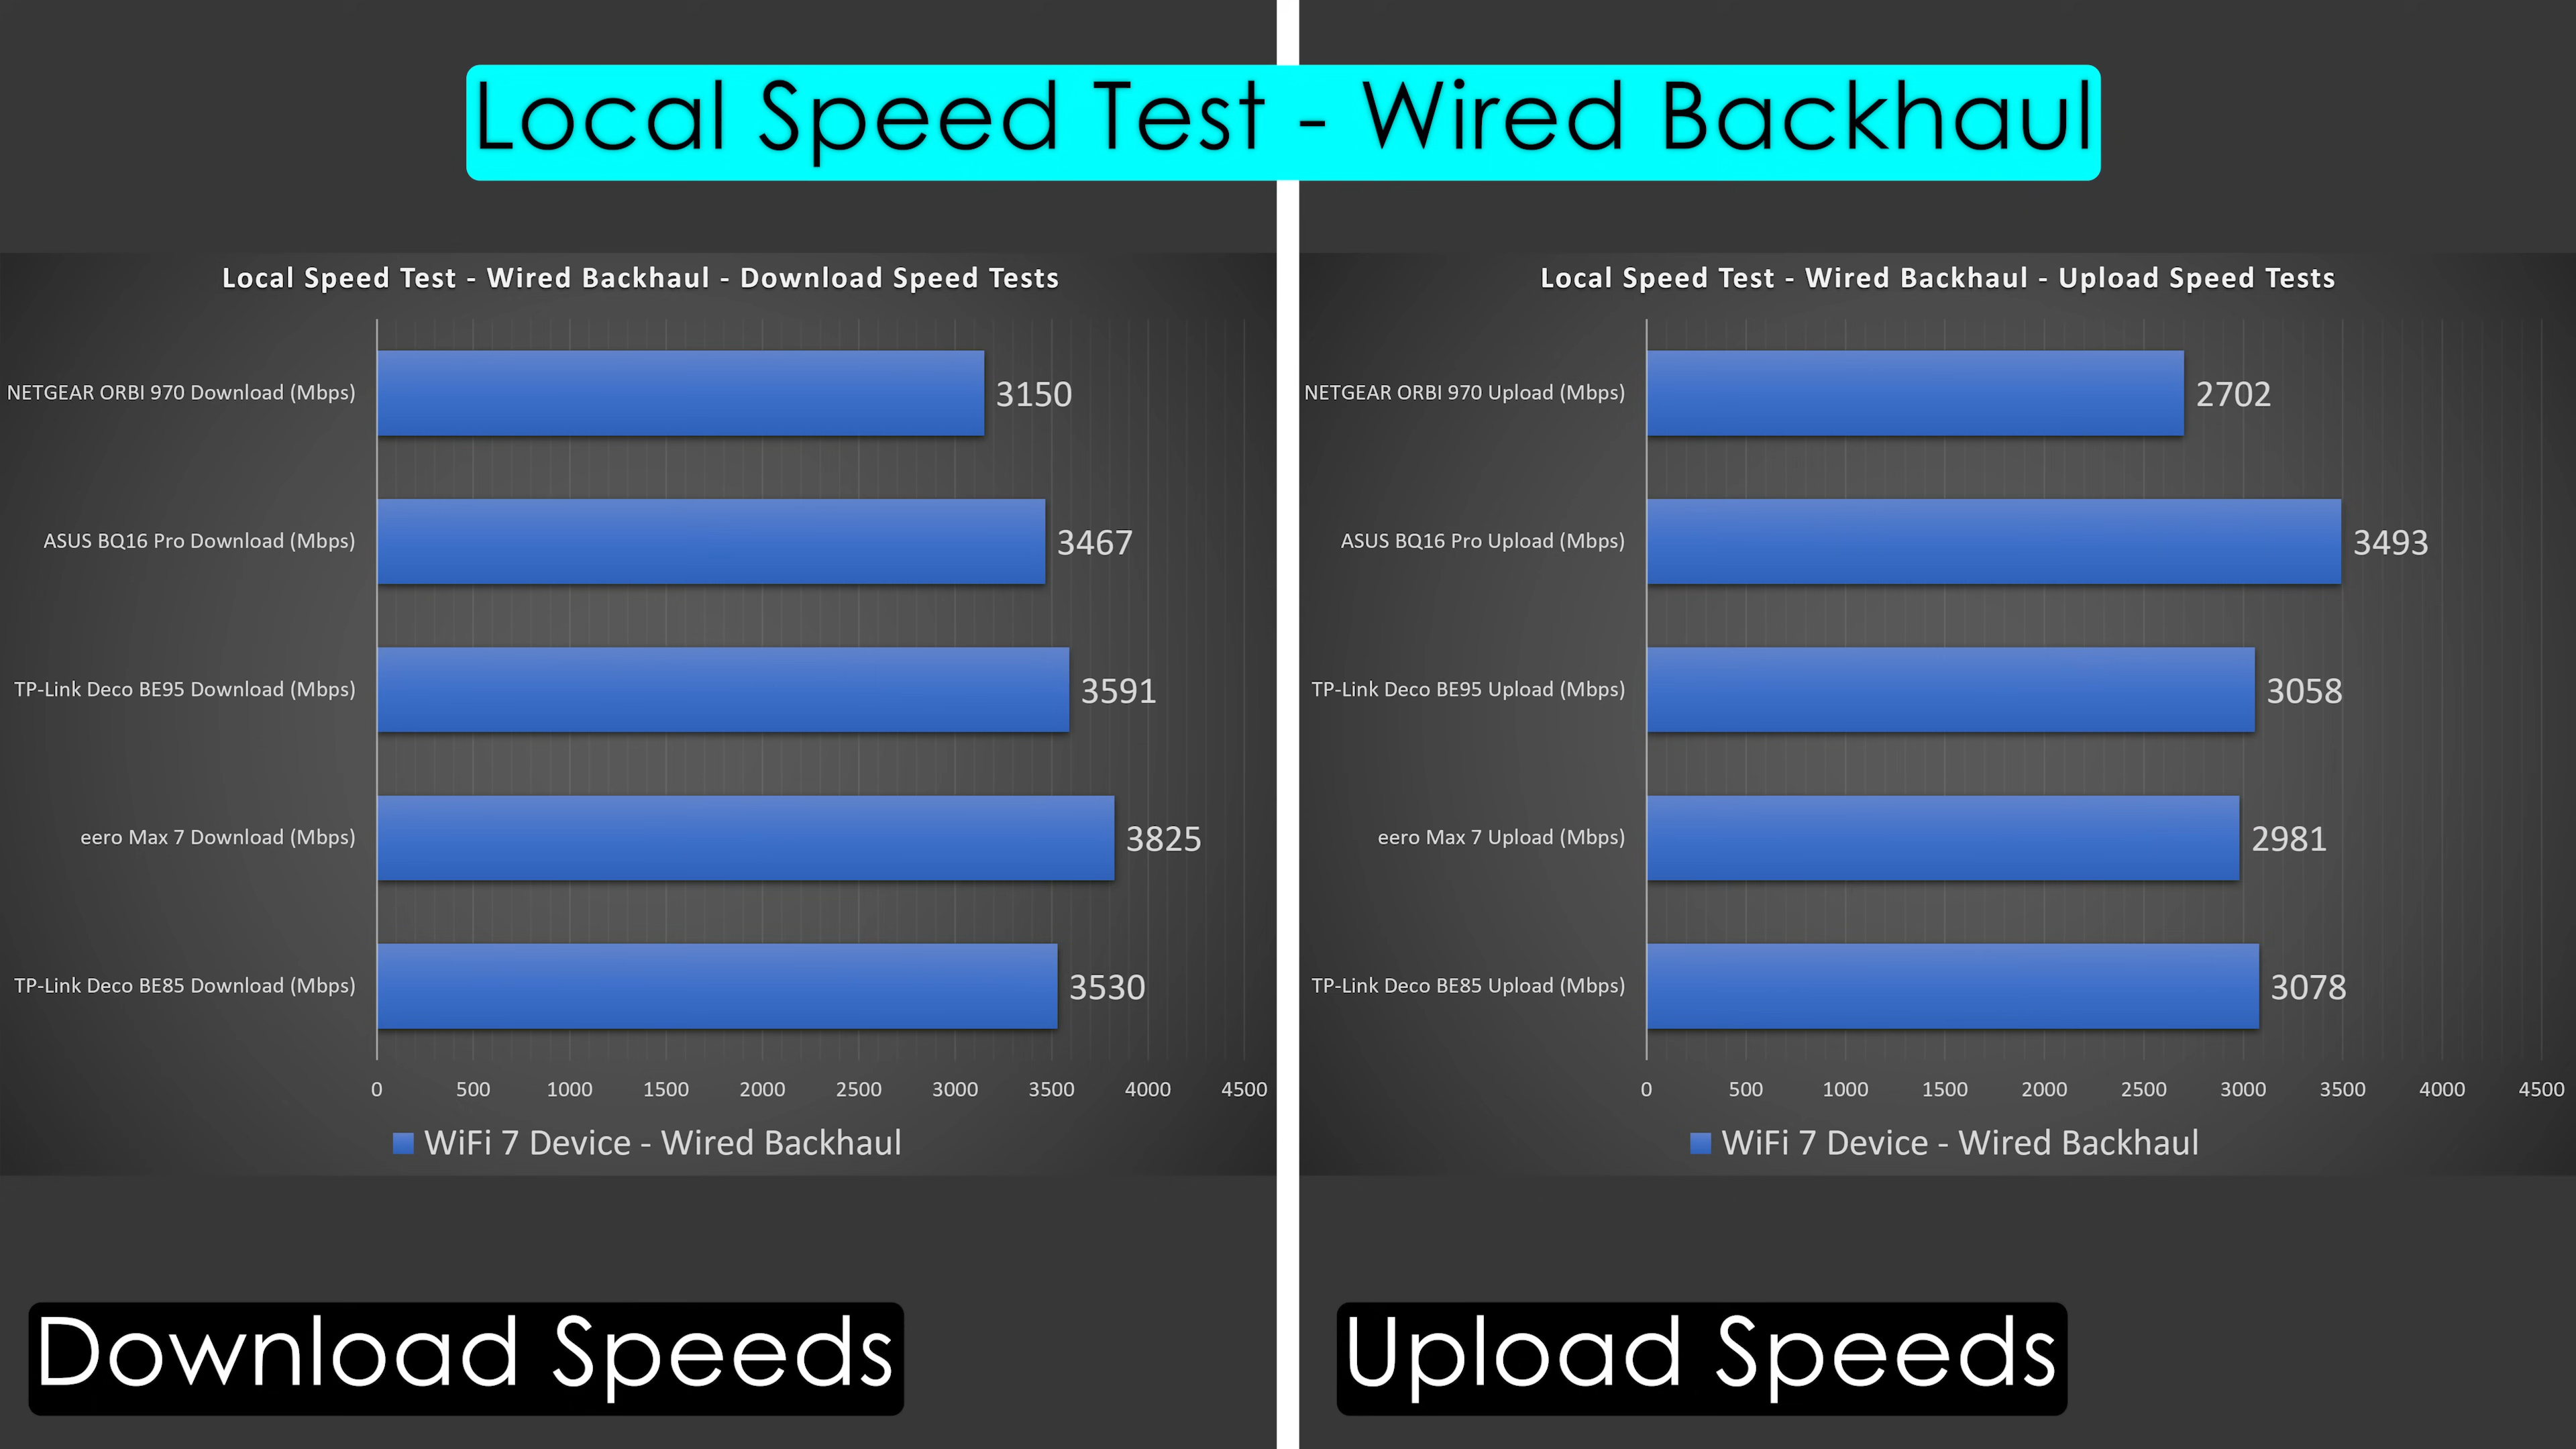 Local Speed Test - Wired Backhaul
Local Speed Test - Wired Backhaul - Download Speed Tests
NETGEAR ORBI 970 Download (Mbps)
3150
ASUS BQ16 Pro Download (Mbps)
3467
TP-Link Deco BE95 Download (Mbps)
3591
eero Max 7 Download (Mbps)
3825
TP-Link Deco BE85 Download (Mbps)
3530
0 500 1000 1500 2000 2500 3000 3500 4000 4500
WiFi 7 Device - Wired Backhaul
Download Speeds
Local Speed Test - Wired Backhaul - Upload Speed Tests
NETGEAR ORBI 970 Upload (Mbps)
2702
ASUS BQ16 Pro Upload (Mbps)
3493
TP-Link Deco BE95 Upload (Mbps)
3058
eero Max 7 Upload (Mbps)
2981
TP-Link Deco BE85 Upload (Mbps)
3078
0 500 1000 1500 2000 2500 3000 3500 4000 4500
WiFi 7 Device - Wired Backhaul
Upload Speeds